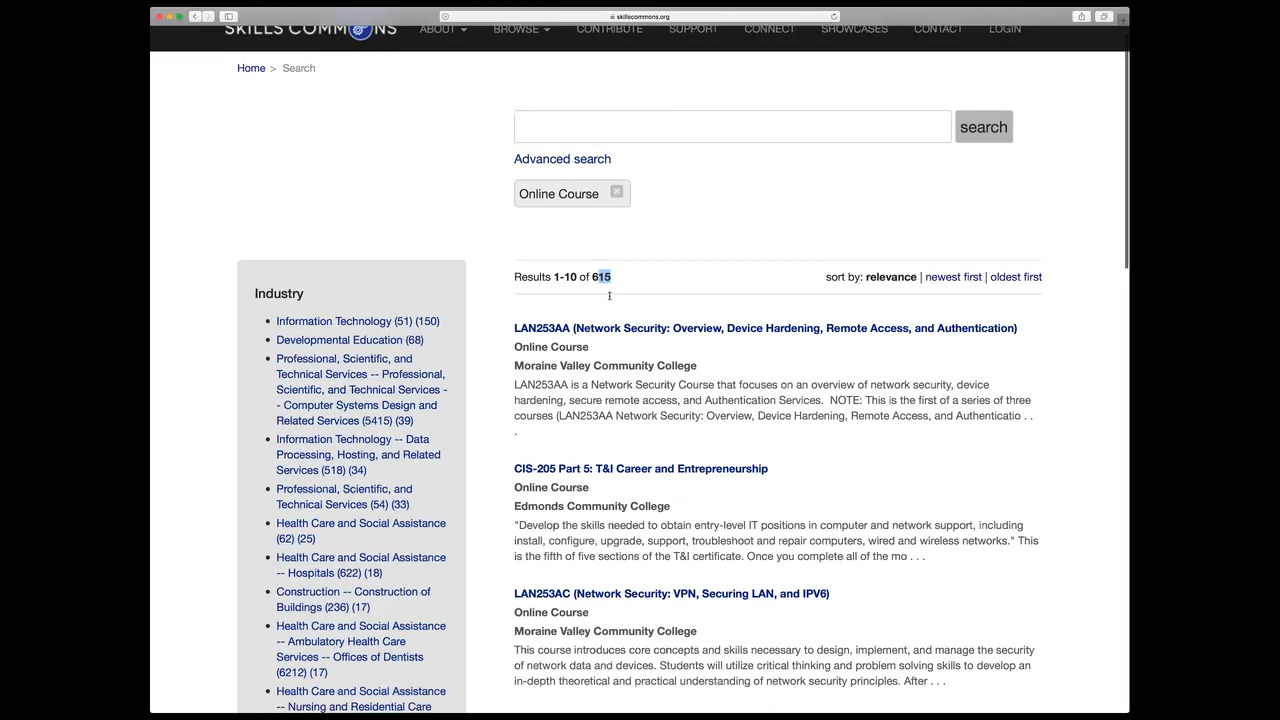 skillscommons.org
SKILLS COMMONS
ABOUT
BROWSE
CONTRIBUTE
SUPPORT
CONNECT
SHOWCASES
CONTACT
LOGIN
Home > Search
search
Advanced search
Online Course
Results 1-10 of 615
sort by: relevance | newest first | oldest first
Industry
Information Technology (51) (150)
Developmental Education (68)
Professional, Scientific, and
Technical Services -- Professional,
Scientific, and Technical Services -
- Computer Systems Design and
Related Services (5415) (39)
Information Technology -- Data
Processing, Hosting, and Related
Services (518) (34)
Professional, Scientific, and
Technical Services (54) (33)
Health Care and Social Assistance
(62) (25)
Health Care and Social Assistance
-- Hospitals (622) (18)
Construction -- Construction of
Buildings (236) (17)
Health Care and Social Assistance
-- Ambulatory Health Care
Services -- Offices of Dentists
(6212) (17)
Health Care and Social Assistance
-- Nursing and Residential Care
LAN253AA (Network Security: Overview, Device Hardening, Remote Access, and Authentication)
Online Course
Moraine Valley Community College
LAN253AA is a Network Security Course that focuses on an overview of network security, device
hardening, secure remote access, and Authentication Services. NOTE: This is the first of a series of three
courses (LAN253AA Network Security: Overview, Device Hardening, Remote Access, and Authenticatio . .
.
CIS-205 Part 5: T&I Career and Entrepreneurship
Online Course
Edmonds Community College
"Develop the skills needed to obtain entry-level IT positions in computer and network support, including
install, configure, upgrade, support, troubleshoot and repair computers, wired and wireless networks." This
is the fifth of five sections of the T&I certificate. Once you complete all of the mo . . .
LAN253AC (Network Security: VPN, Securing LAN, and IPV6)
Online Course
Moraine Valley Community College
This course introduces core concepts and skills necessary to design, implement, and manage the security
of network data and devices. Students will utilize critical thinking and problem solving skills to develop an
in-depth theoretical and practical understanding of network security principles. After . . .